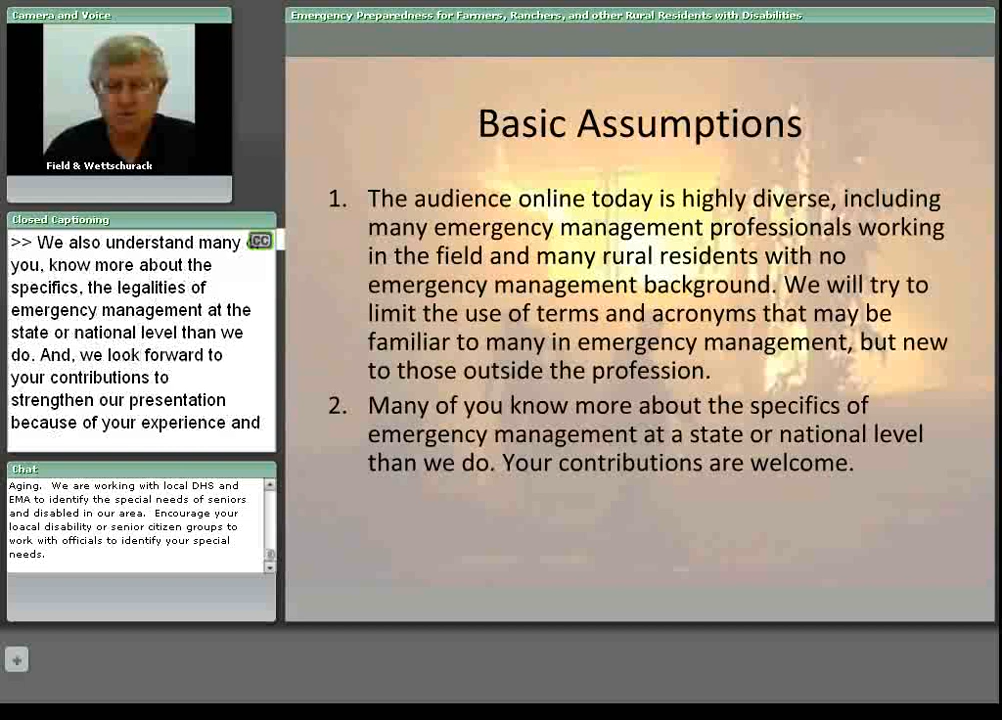 Camera and Voice
Field & Wettschurack
Closed Captioning
>> We also understand many
you, know more about the
specifics, the legalities of
emergency management at the
state or national level than we
do. And, we look forward to
your contributions to
strengthen our presentation
because of your experience and
CC
Chat
Aging. We are working with local DHS and
EMA to identify the special needs of seniors
and disabled in our area. Encourage your
loacal disability or senior citizen groups to
work with officials to identify your special
needs.
Emergency Preparedness for Farmers, Ranchers, and other Rural Residents with Disabilities
Basic Assumptions
1. The audience online today is highly diverse, including
many emergency management professionals working
in the field and many rural residents with no
emergency management background. We will try to
limit the use of terms and acronyms that may be
familiar to many in emergency management, but new
to those outside the profession.
2. Many of you know more about the specifics of
emergency management at a state or national level
than we do. Your contributions are welcome.